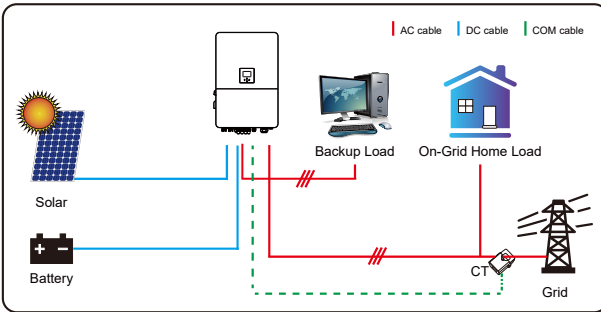 AC cable
DC cable
COM cable
Backup Load
On-Grid Home Load
Solar
Battery
CT
Grid